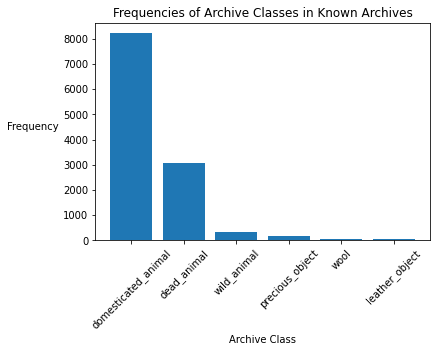 Frequencies of Archive Classes in Known Archives
Frequency
8000
7000
6000
5000
4000
3000
2000
1000
0
domesticated_animal
dead_animal
wild_animal
precious_object
wool
leather_object
Archive Class